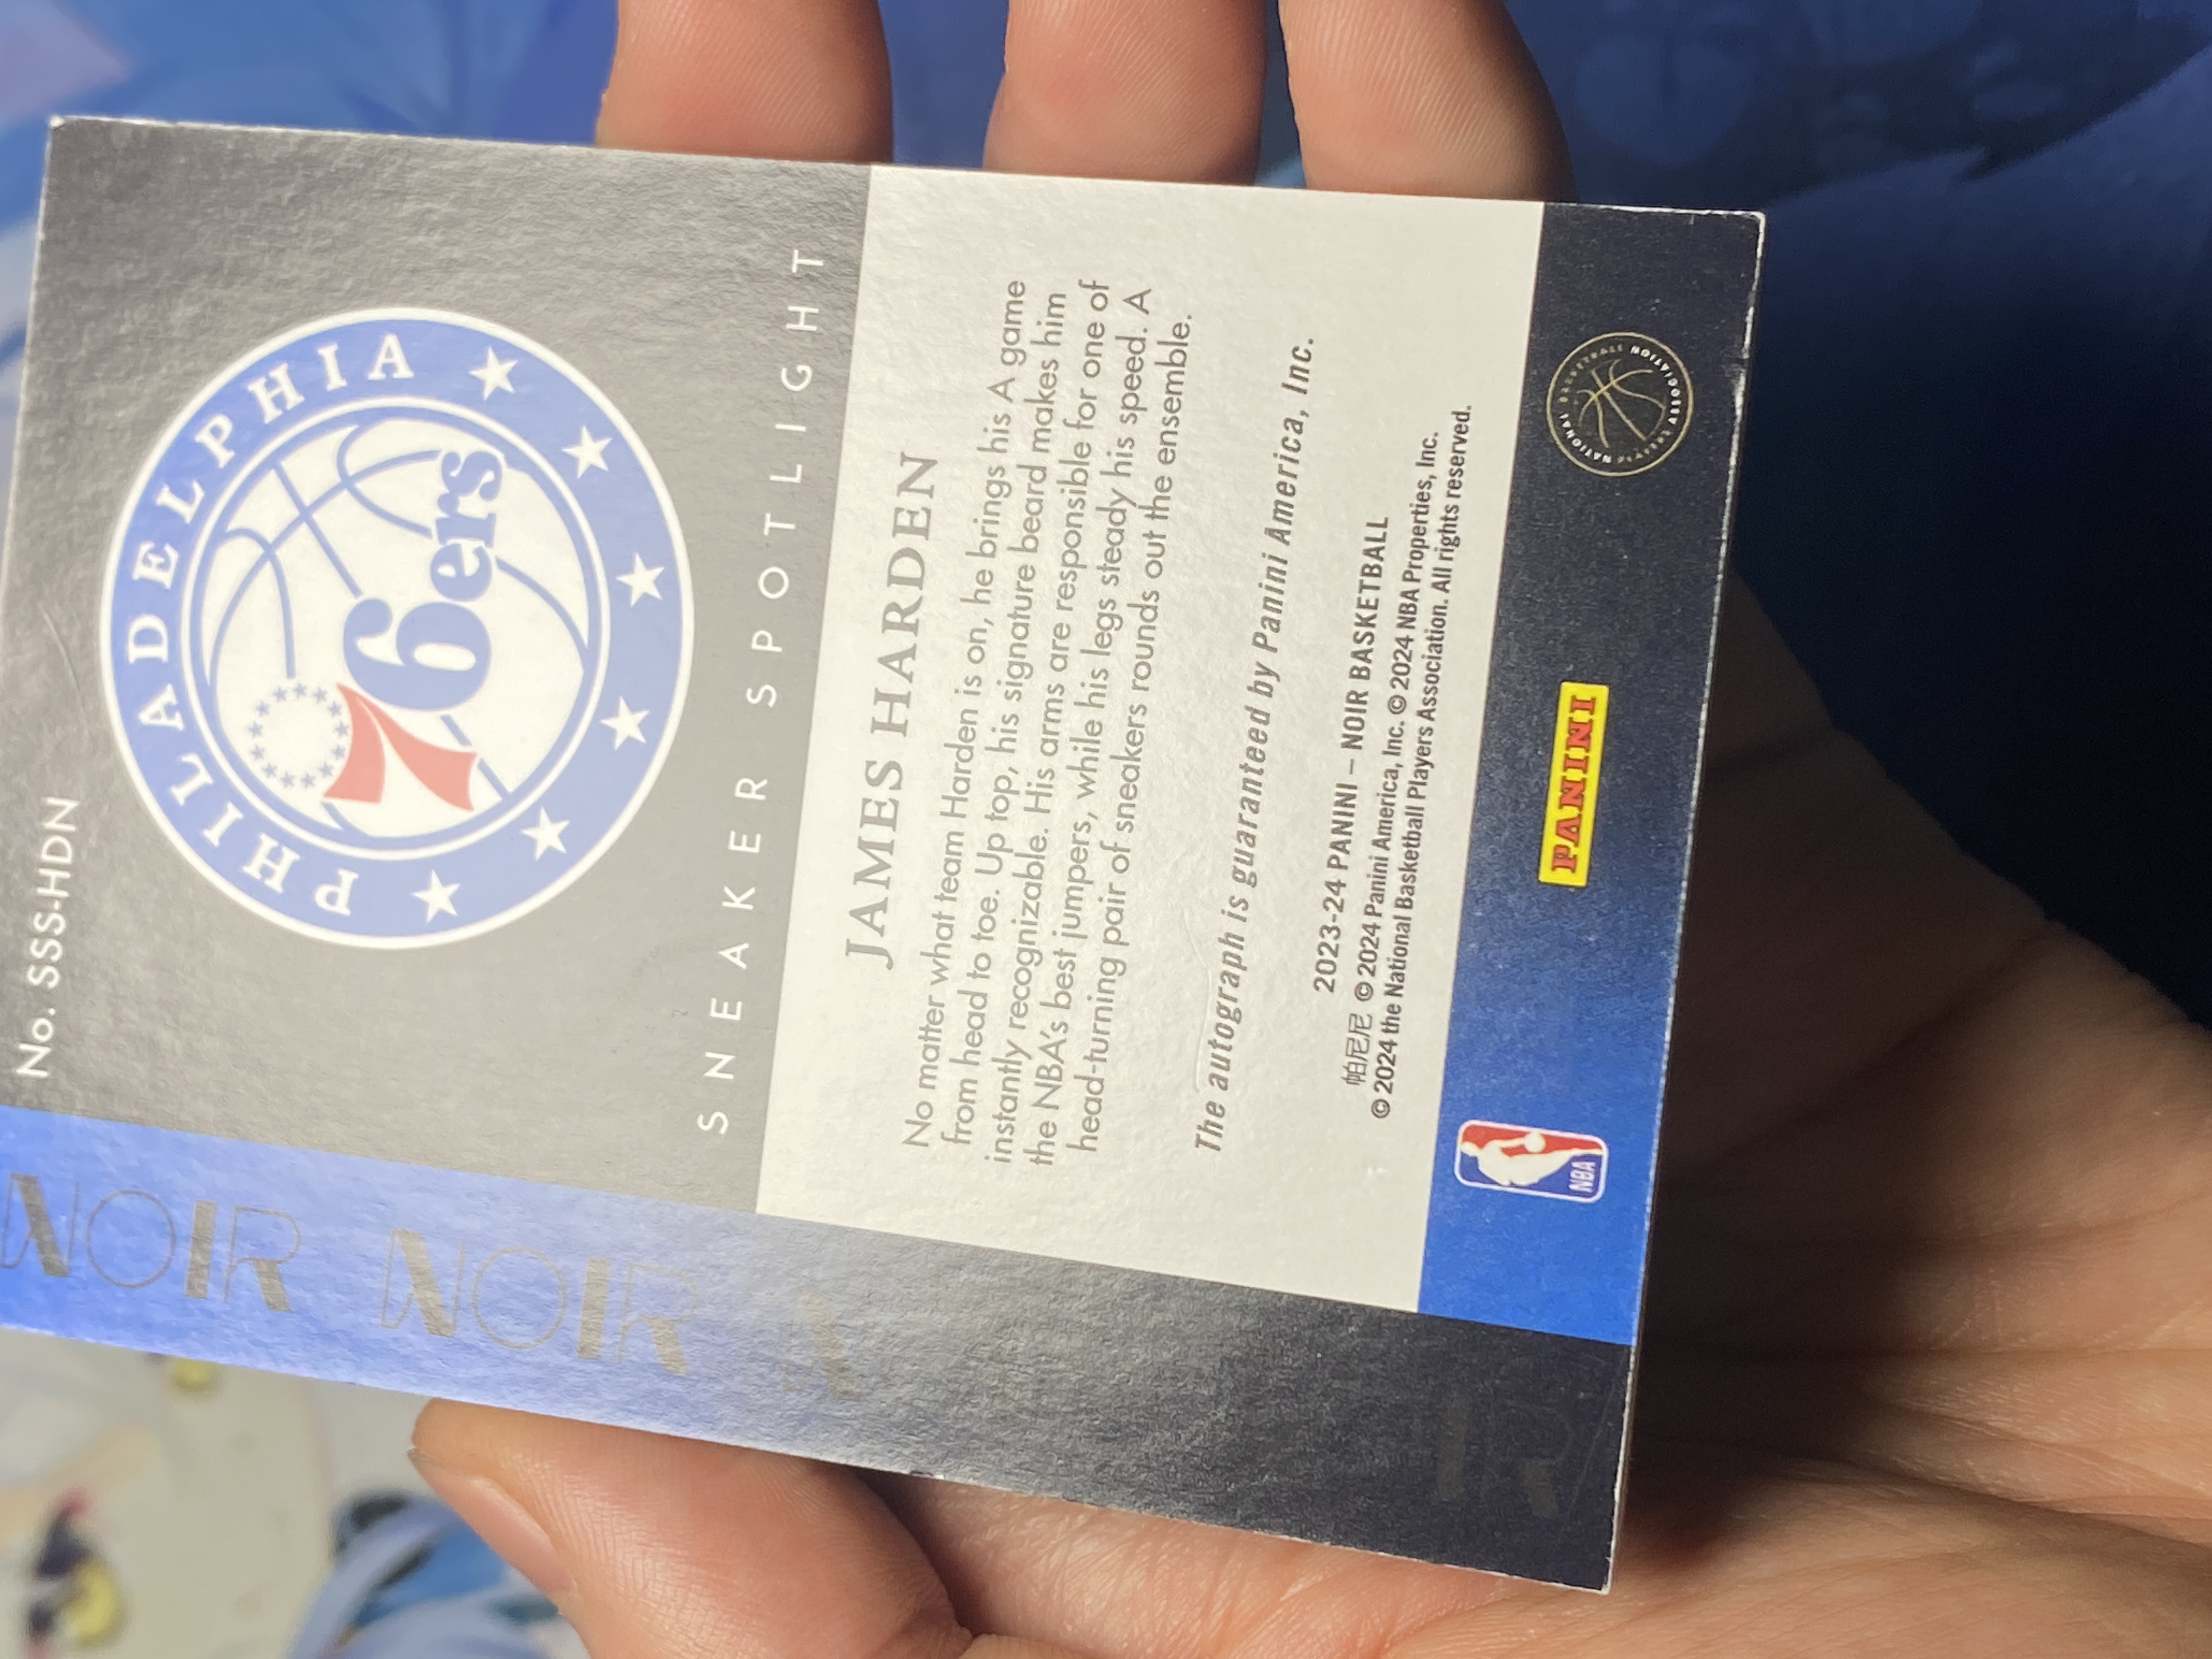 No. SSS-HDN
PHILADELPHIA
76ers
SNEAKER SPOTLIGHT
JAMES HARDEN
No matter what team Harden is on, he brings his A game
from head to toe. Up top, his signature beard makes him
instantly recognizable. His arms are responsible for one of
the NBA's best jumpers, while his legs steady his speed. A
head-turning pair of sneakers rounds out the ensemble.
The autograph is guaranteed by Panini America, Inc.
2023-24 PANINI – NOIR BASKETBALL
帕尼尼 © 2024 Panini America, Inc. © 2024 NBA Properties, Inc.
© 2024 the National Basketball Players Association. All rights reserved.
NBA
PANINI
NATIONAL BASKETBALL PLAYERS ASSOCIATION
NOIR NOIR